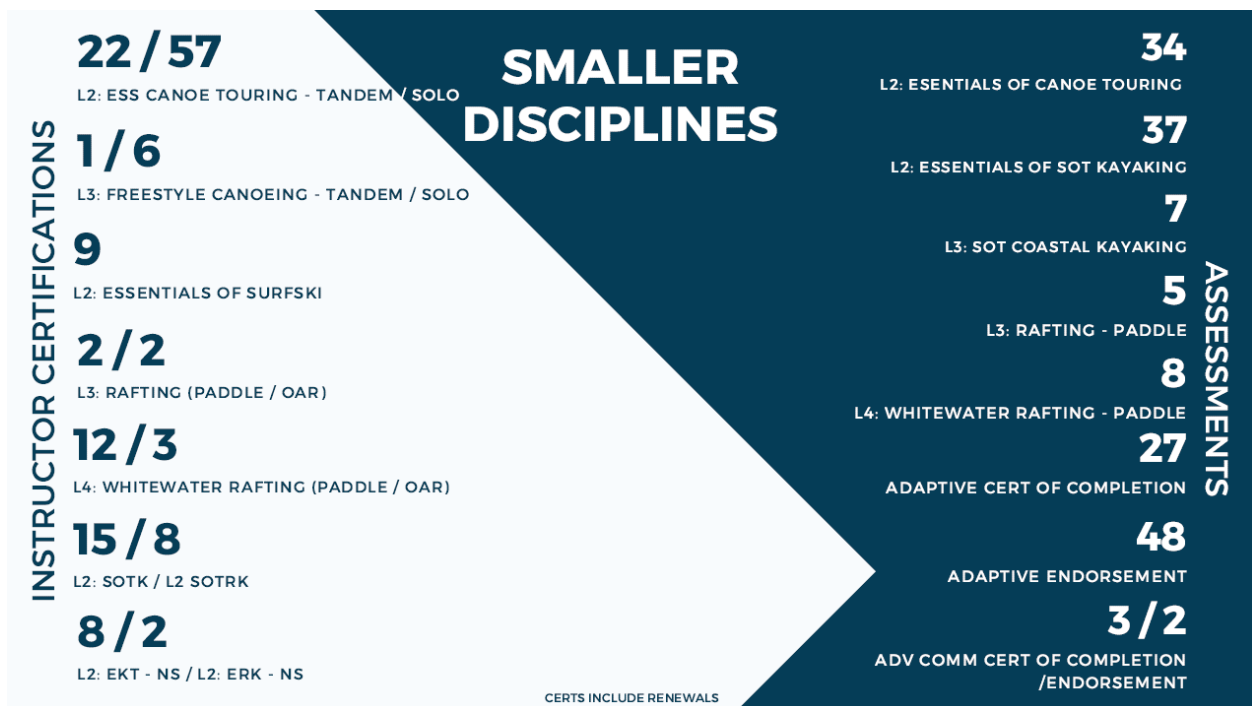 SMALLER
DISCIPLINES
INSTRUCTOR CERTIFICATIONS
22 / 57
L2: ESS CANOE TOURING - TANDEM / SOLO
1 / 6
L3: FREESTYLE CANOEING - TANDEM / SOLO
9
L2: ESSENTIALS OF SURFSKI
2 / 2
L3: RAFTING (PADDLE / OAR)
12 / 3
L4: WHITEWATER RAFTING (PADDLE / OAR)
15 / 8
L2: SOTK / L2 SOTRK
8 / 2
L2: EKT - NS / L2: ERK - NS
ASSESSMENTS
34
L2: ESENTIALS OF CANOE TOURING
37
L2: ESSENTIALS OF SOT KAYAKING
7
L3: SOT COASTAL KAYAKING
5
L3: RAFTING - PADDLE
8
L4: WHITEWATER RAFTING - PADDLE
27
ADAPTIVE CERT OF COMPLETION
48
ADAPTIVE ENDORSEMENT
3 / 2
ADV COMM CERT OF COMPLETION
/ENDORSEMENT
CERTS INCLUDE RENEWALS